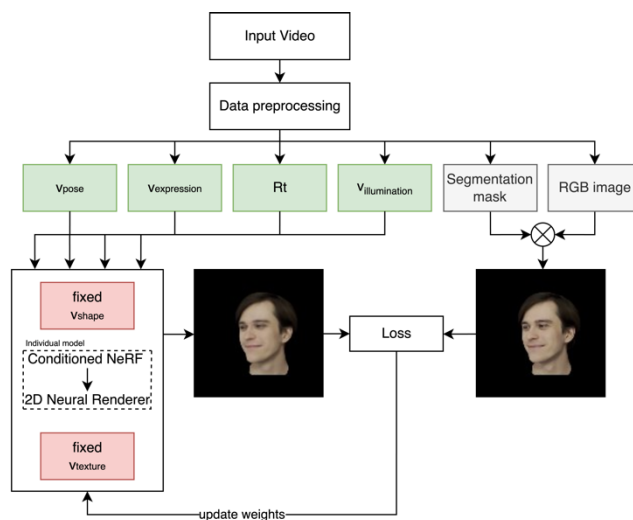 Input Video
Data preprocessing
vpose
vexpression
Rt
villumination
Segmentation
mask
RGB image
fixed
vshape
Individual model
Conditioned NeRF
2D Neural Renderer
fixed
vtexture
Loss
update weights